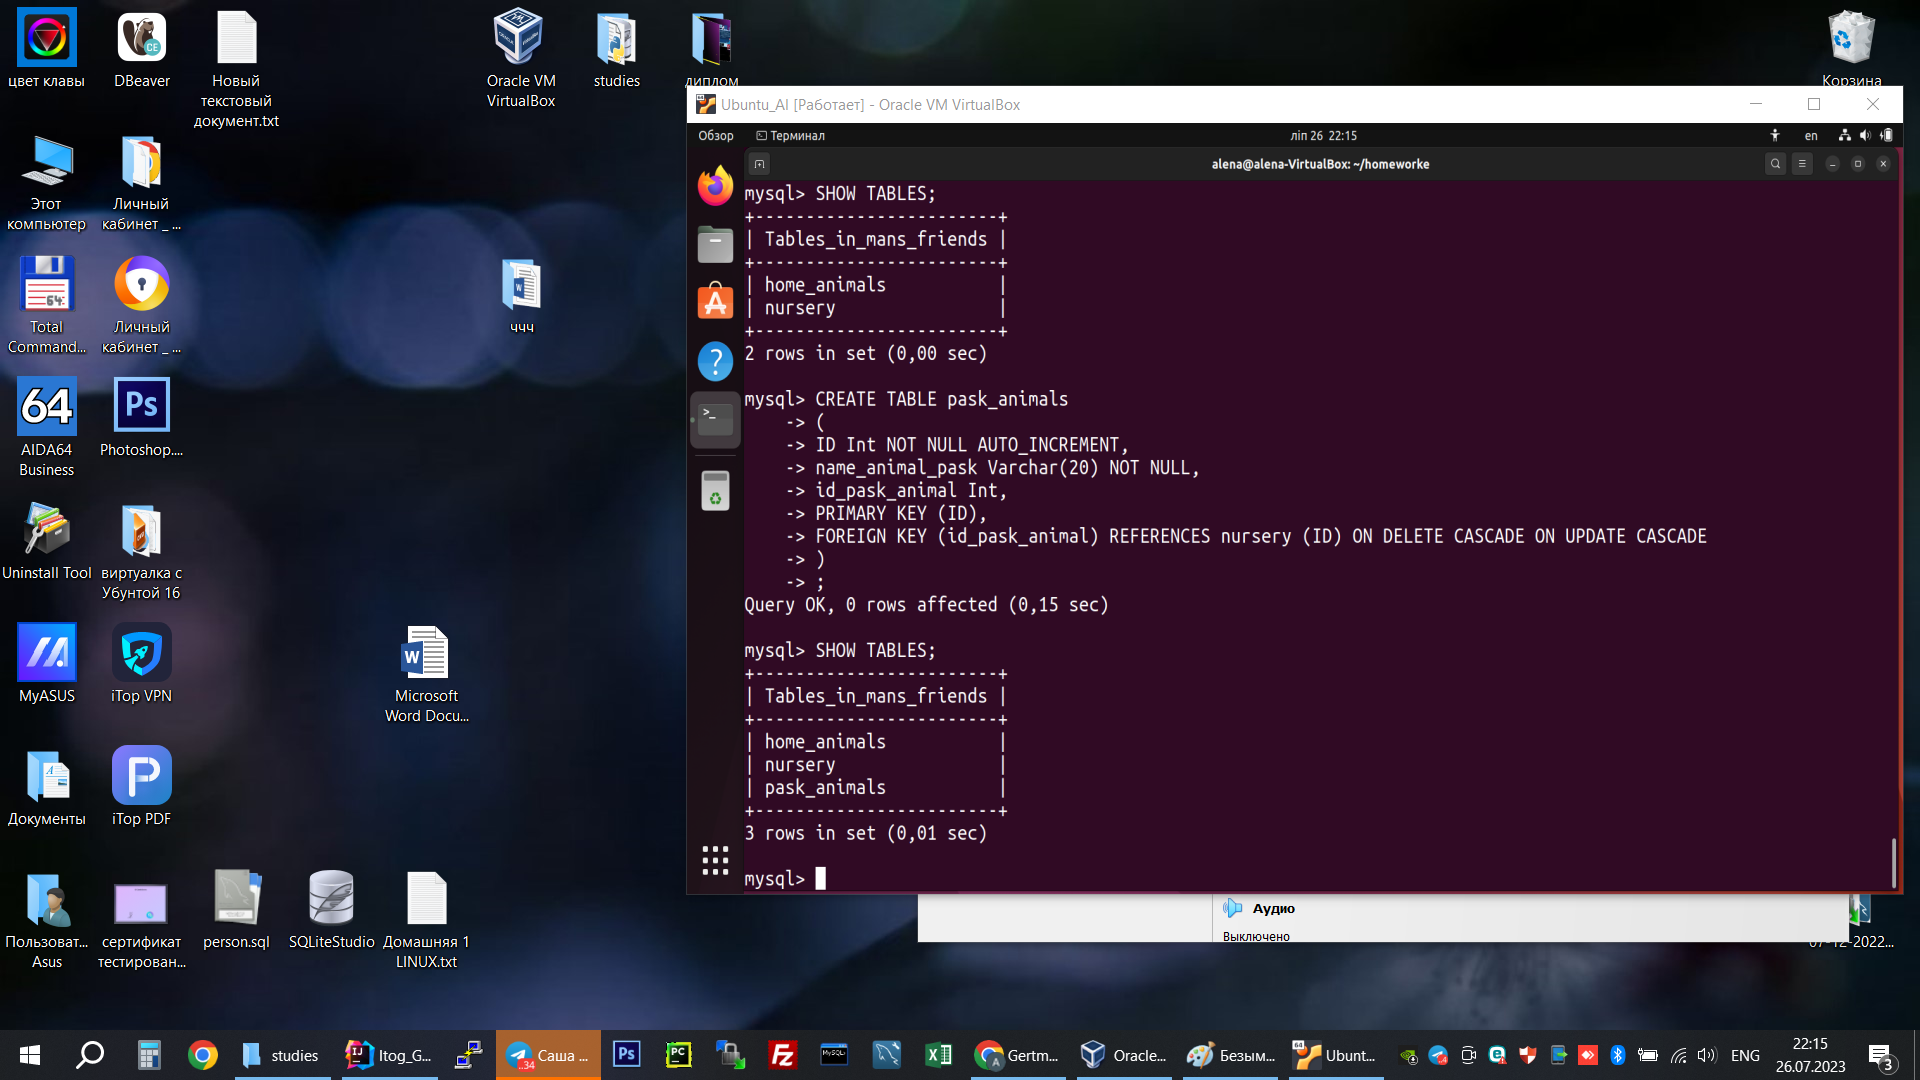 цвет клавы
DBeaver
Новый
текстовый
документ.txt
Oracle VM
VirtualBox
studies
диплом
Корзина
Этот
компьютер
Личный
кабинет _ ...
Total
Command...
Личный
кабинет _ ...
ччч
AIDA64
Business
Photoshop....
Uninstall Tool
виртуалка с
Убунтой 16
MyASUS
iTop VPN
Microsoft
Word Docu...
Документы
iTop PDF
Пользоват...
Asus
сертификат
тестирован...
person.sql
SQLiteStudio
Домашняя 1
LINUX.txt
Ubuntu_AI [Работает] - Oracle VM VirtualBox
Обзор
Терминал
ліп 26 22:15
en
alena@alena-VirtualBox: ~/homeworke
mysql> SHOW TABLES;
+------------------------+
| Tables_in_mans_friends |
+------------------------+
| home_animals           |
| nursery                |
+------------------------+
2 rows in set (0,00 sec)
mysql> CREATE TABLE pask_animals
    -> (
    -> ID Int NOT NULL AUTO_INCREMENT,
    -> name_animal_pask Varchar(20) NOT NULL,
    -> id_pask_animal Int,
    -> PRIMARY KEY (ID),
    -> FOREIGN KEY (id_pask_animal) REFERENCES nursery (ID) ON DELETE CASCADE ON UPDATE CASCADE
    -> )
    -> ;
Query OK, 0 rows affected (0,15 sec)
mysql> SHOW TABLES;
+------------------------+
| Tables_in_mans_friends |
+------------------------+
| home_animals           |
| nursery                |
| pask_animals           |
+------------------------+
3 rows in set (0,01 sec)
mysql>
Аудио
Выключено
07-12-2022...
studies
Itog_G...
Саша ...
Gertm...
Oracle...
Безым...
Ubunt...
ENG
22:15
26.07.2023
3